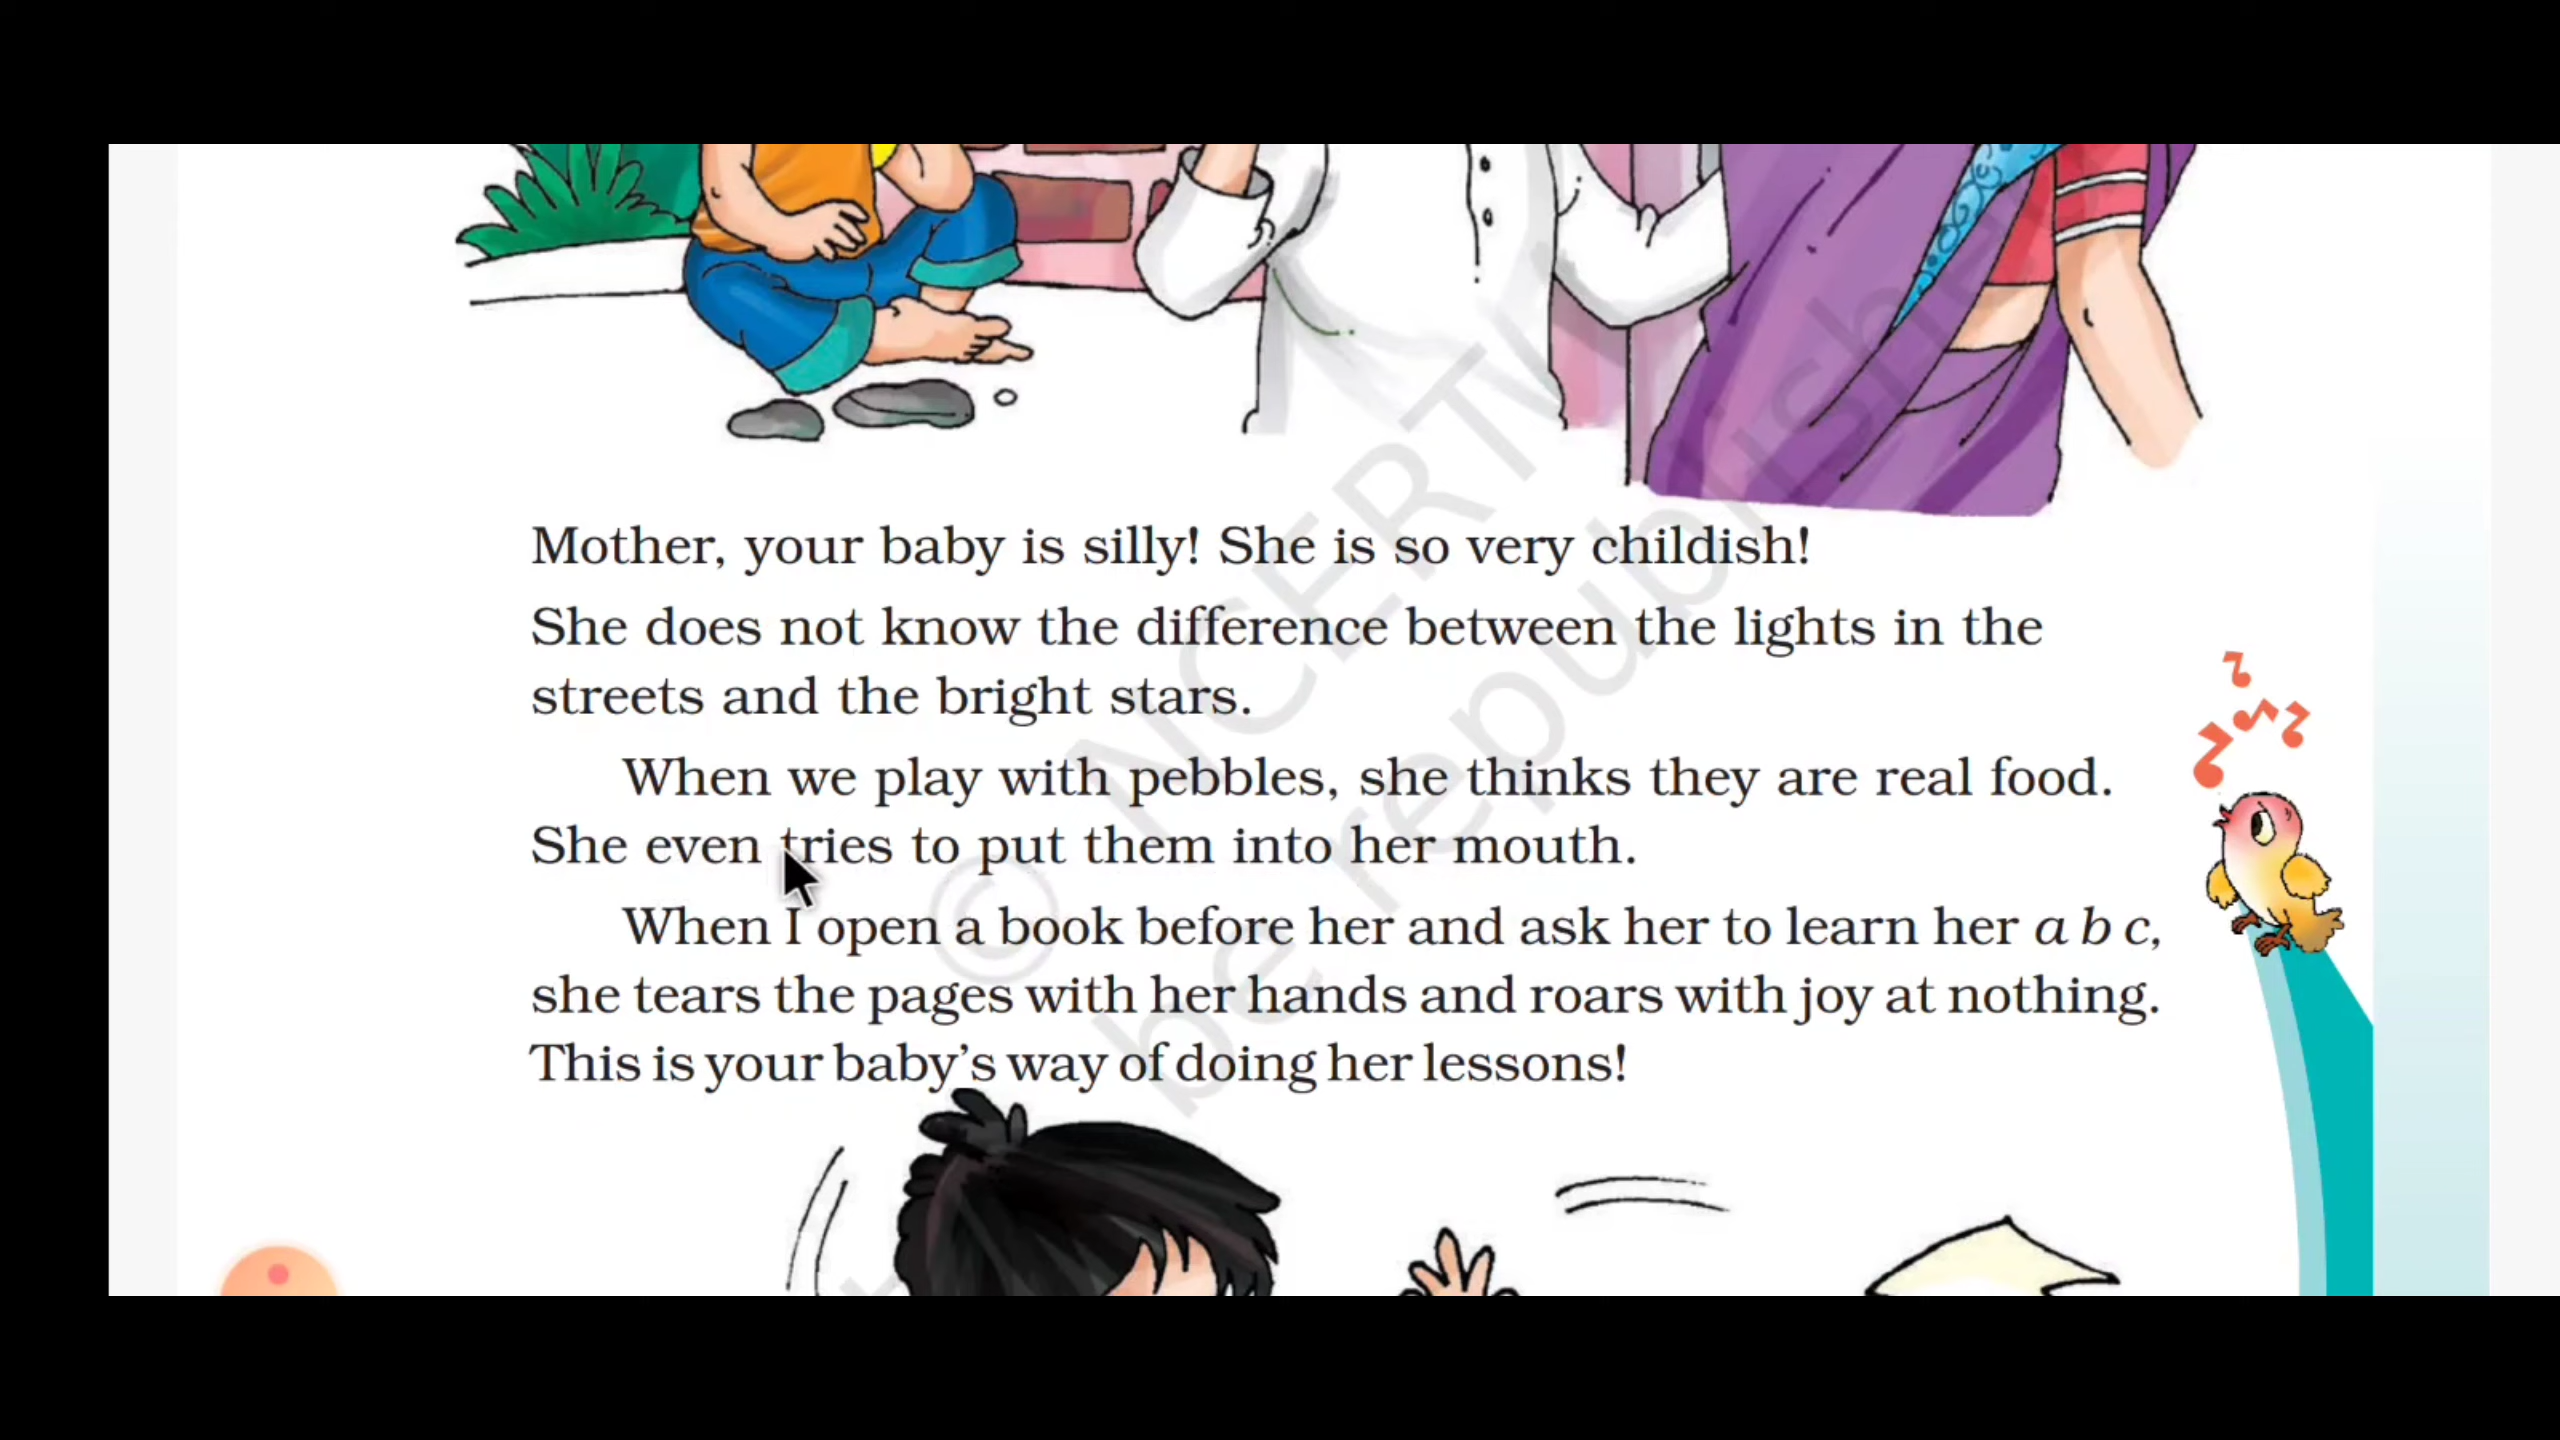 Mother, your baby is silly! She is so very childish!
She does not know the difference between the lights in the
streets and the bright stars.
When we play with pebbles, she thinks they are real food.
She even tries to put them into her mouth.
When I open a book before her and ask her to learn her a b c,
she tears the pages with her hands and roars with joy at nothing.
This is your baby’s way of doing her lessons!
© NCERT
be republished